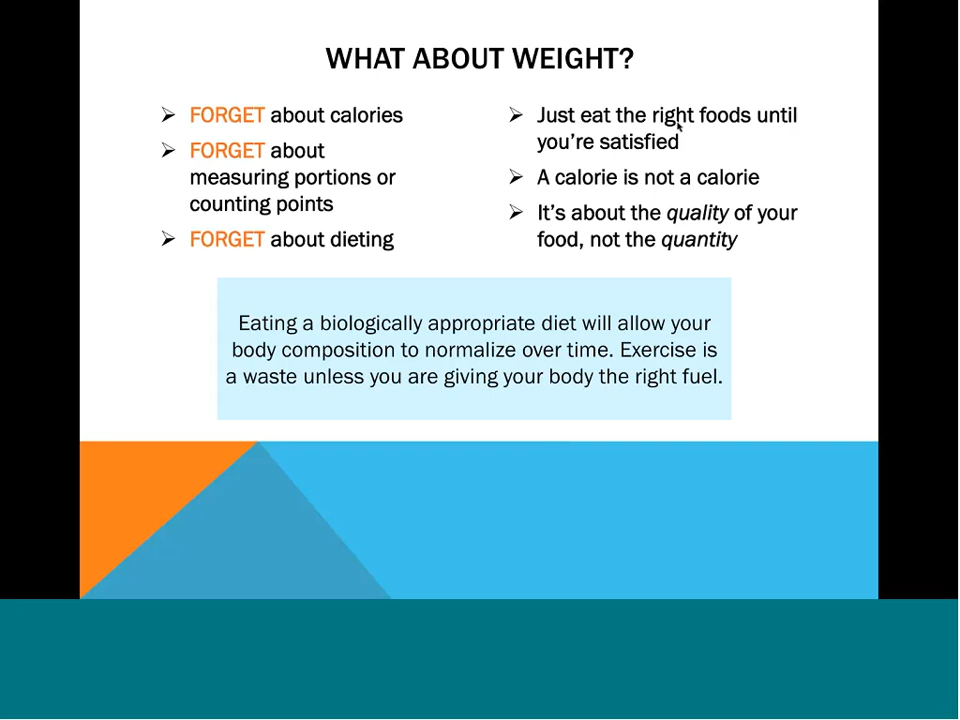 WHAT ABOUT WEIGHT?
➢ FORGET about calories
➢ FORGET about
measuring portions or
counting points
➢ FORGET about dieting
➢ Just eat the right foods until
you're satisfied
➢ A calorie is not a calorie
➢ It's about the quality of your
food, not the quantity
Eating a biologically appropriate diet will allow your
body composition to normalize over time. Exercise is
a waste unless you are giving your body the right fuel.